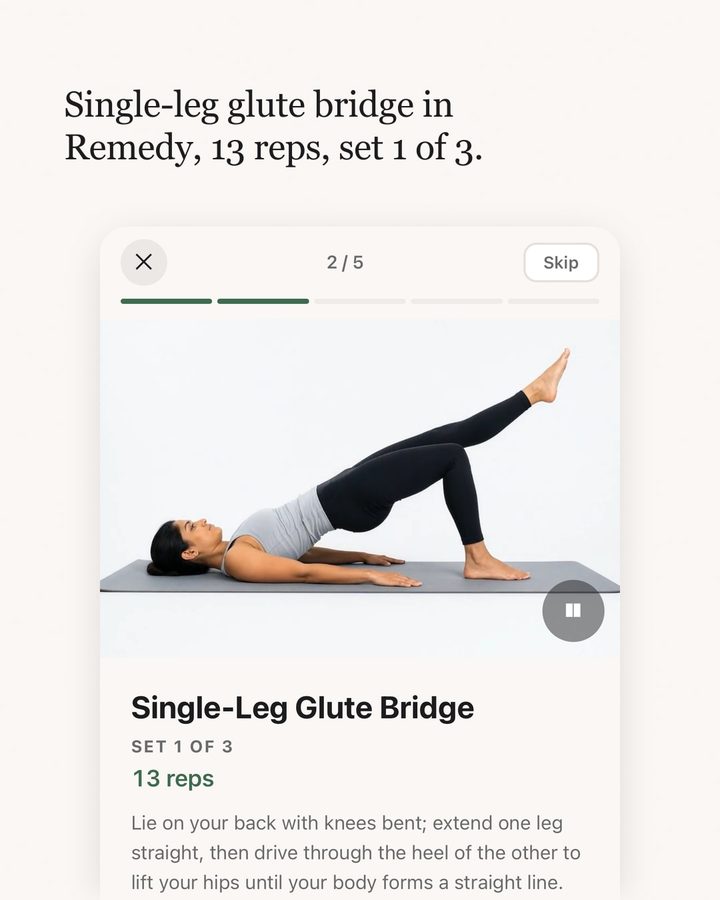 Single-leg glute bridge in
Remedy, 13 reps, set 1 of 3.
2 / 5
Skip
Single-Leg Glute Bridge
SET 1 OF 3
13 reps
Lie on your back with knees bent; extend one leg
straight, then drive through the heel of the other to
lift your hips until your body forms a straight line.